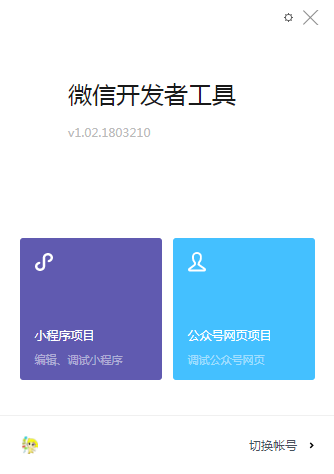 微信开发者工具
v1.02.1803210
小程序项目
编辑、调试小程序
公众号网页项目
调试公众号网页
切换帐号